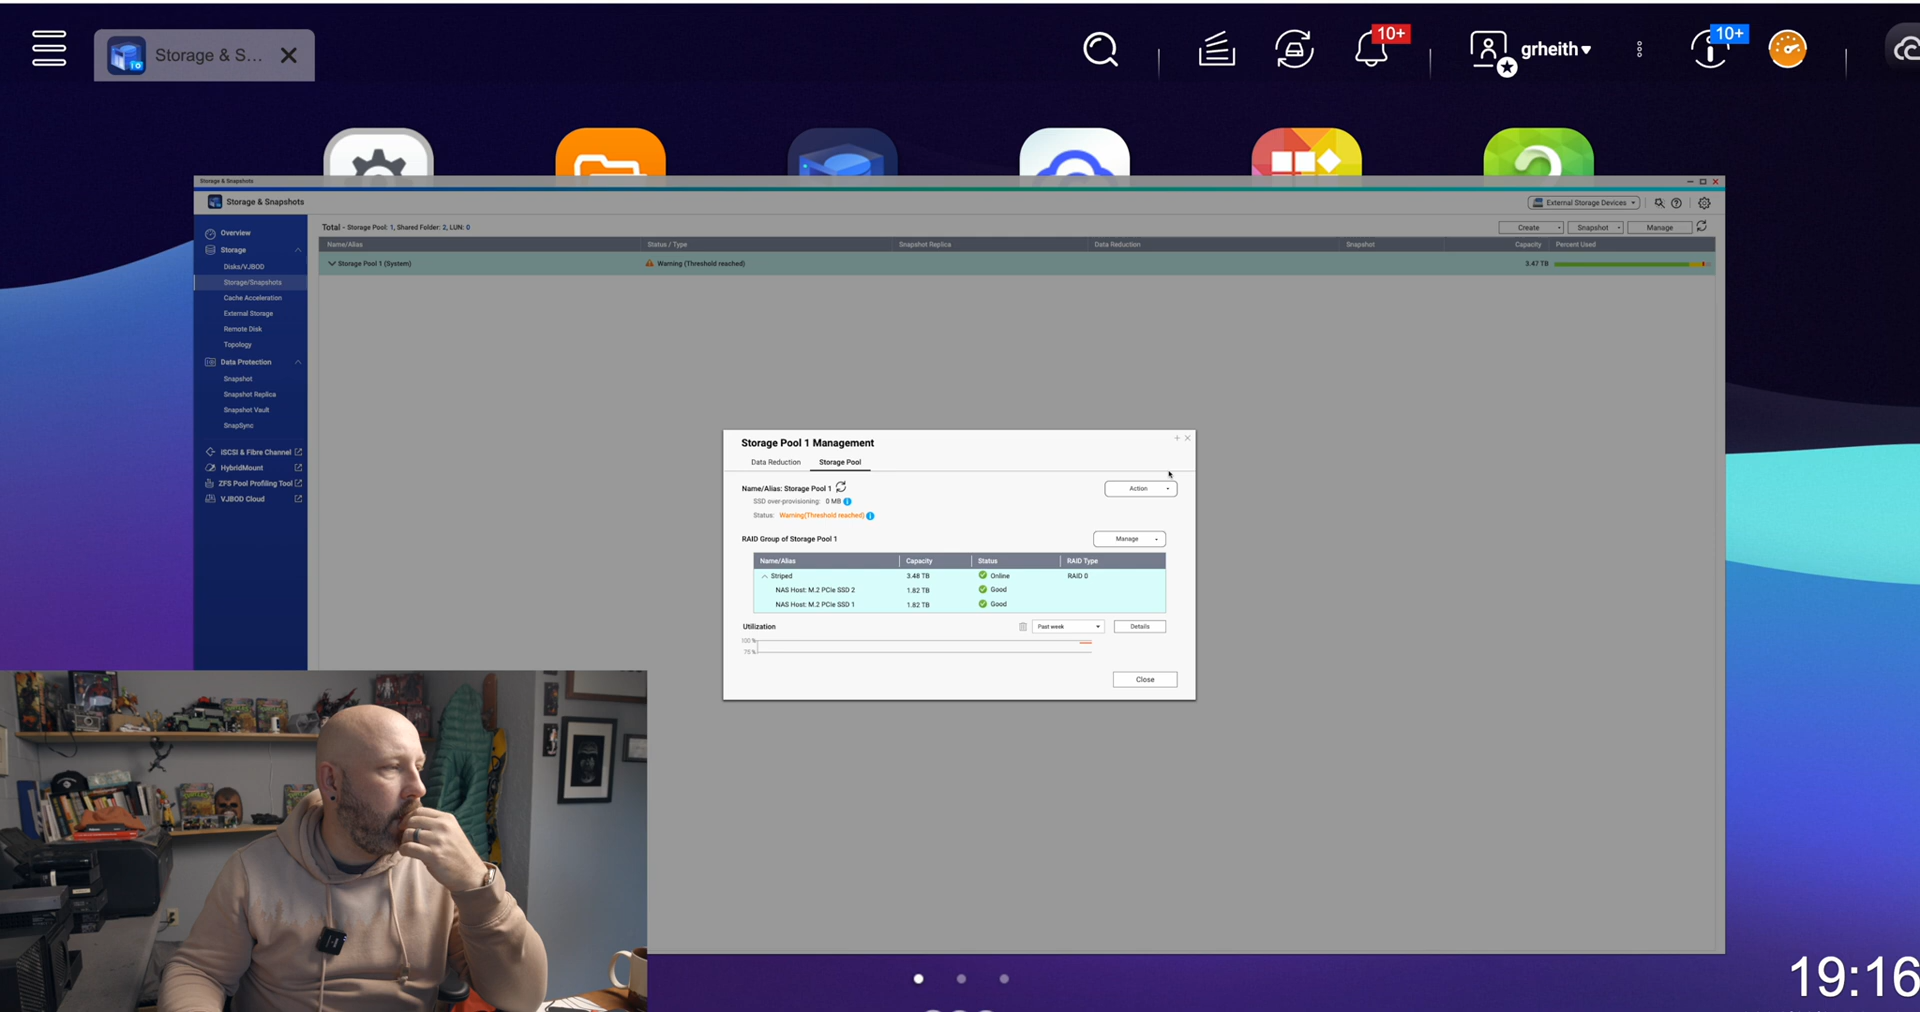 Storage & S...
10+
grheith
10+
Storage & Snapshots
Storage & Snapshots
External Storage Devices
Overview
Storage
Disks/VJBOD
Storage/Snapshots
Cache Acceleration
External Storage
Remote Disk
Topology
Data Protection
Snapshot
Snapshot Replica
Snapshot Vault
SnapSync
iSCSI & Fibre Channel
HybridMount
ZFS Pool Profiling Tool
VJBOD Cloud
Total - Storage Pool: 1, Shared Folder: 2, LUN: 0
Create
Snapshot
Manage
Name/Alias Status / Type Snapshot Replica Data Reduction Snapshot Capacity Percent Used
Storage Pool 1 (System) Warning (Threshold reached) 3.47 TB
Storage Pool 1 Management
Data Reduction Storage Pool
Name/Alias: Storage Pool 1
Action
SSD over-provisioning: 0 MB
Status: Warning(Threshold reached)
RAID Group of Storage Pool 1
Manage
Name/Alias Capacity Status RAID Type
Striped 3.48 TB Online RAID 0
NAS Host: M.2 PCIe SSD 2 1.82 TB Good
NAS Host: M.2 PCIe SSD 1 1.82 TB Good
Utilization
Past week
Details
100 %
75 %
Close
19:16